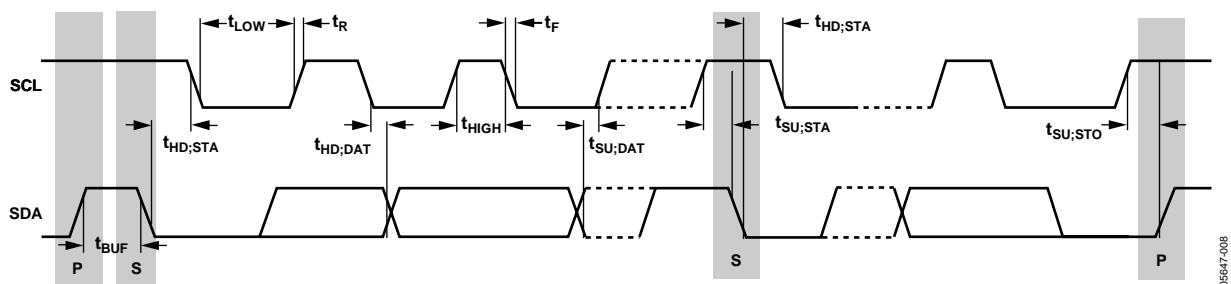 tLOW tR tF tHD;STA
SCL
tHD;STA tHD;DAT tHIGH tSU;DAT tSU;STA tSU;STO
SDA
tBUF
P S S P
05647-008